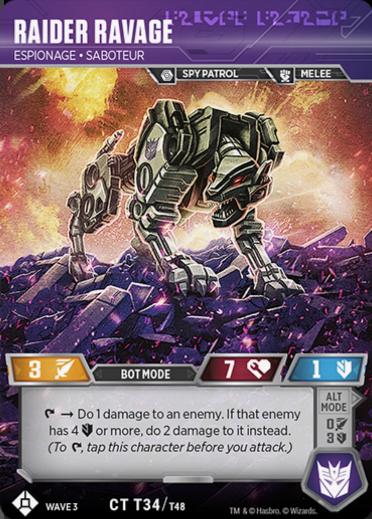 RAIDER RAVAGE
ESPIONAGE • SABOTEUR
SPY PATROL MELEE
3 BOT MODE 7 1
→ Do 1 damage to an enemy. If that enemy
has 4 or more, do 2 damage to it instead.
(To , tap this character before you attack.)
ALT
MODE
0
3
WAVE 3 CT T34/T48 TM & © Hasbro. © Wizards.